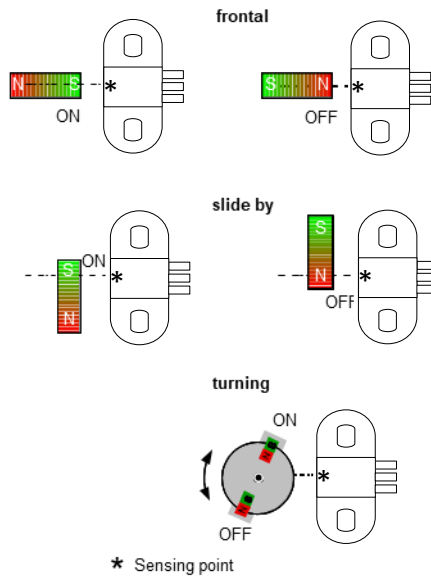 frontal
N S * S N *
ON OFF
slide by
S
S ON * N *
N OFF
turning
ON
N
*
N
OFF
* Sensing point